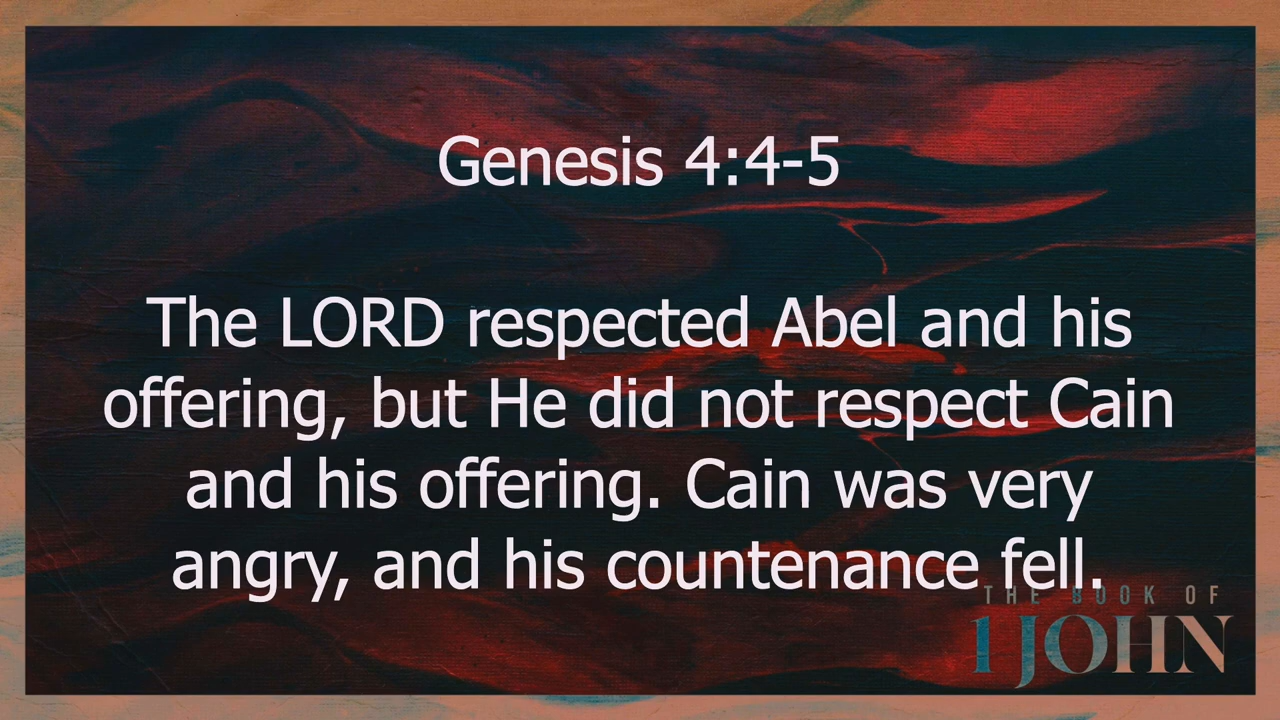 Genesis 4:4-5
The LORD respected Abel and his
offering, but He did not respect Cain
and his offering. Cain was very
angry, and his countenance fell.
THE BOOK OF
1 JOHN